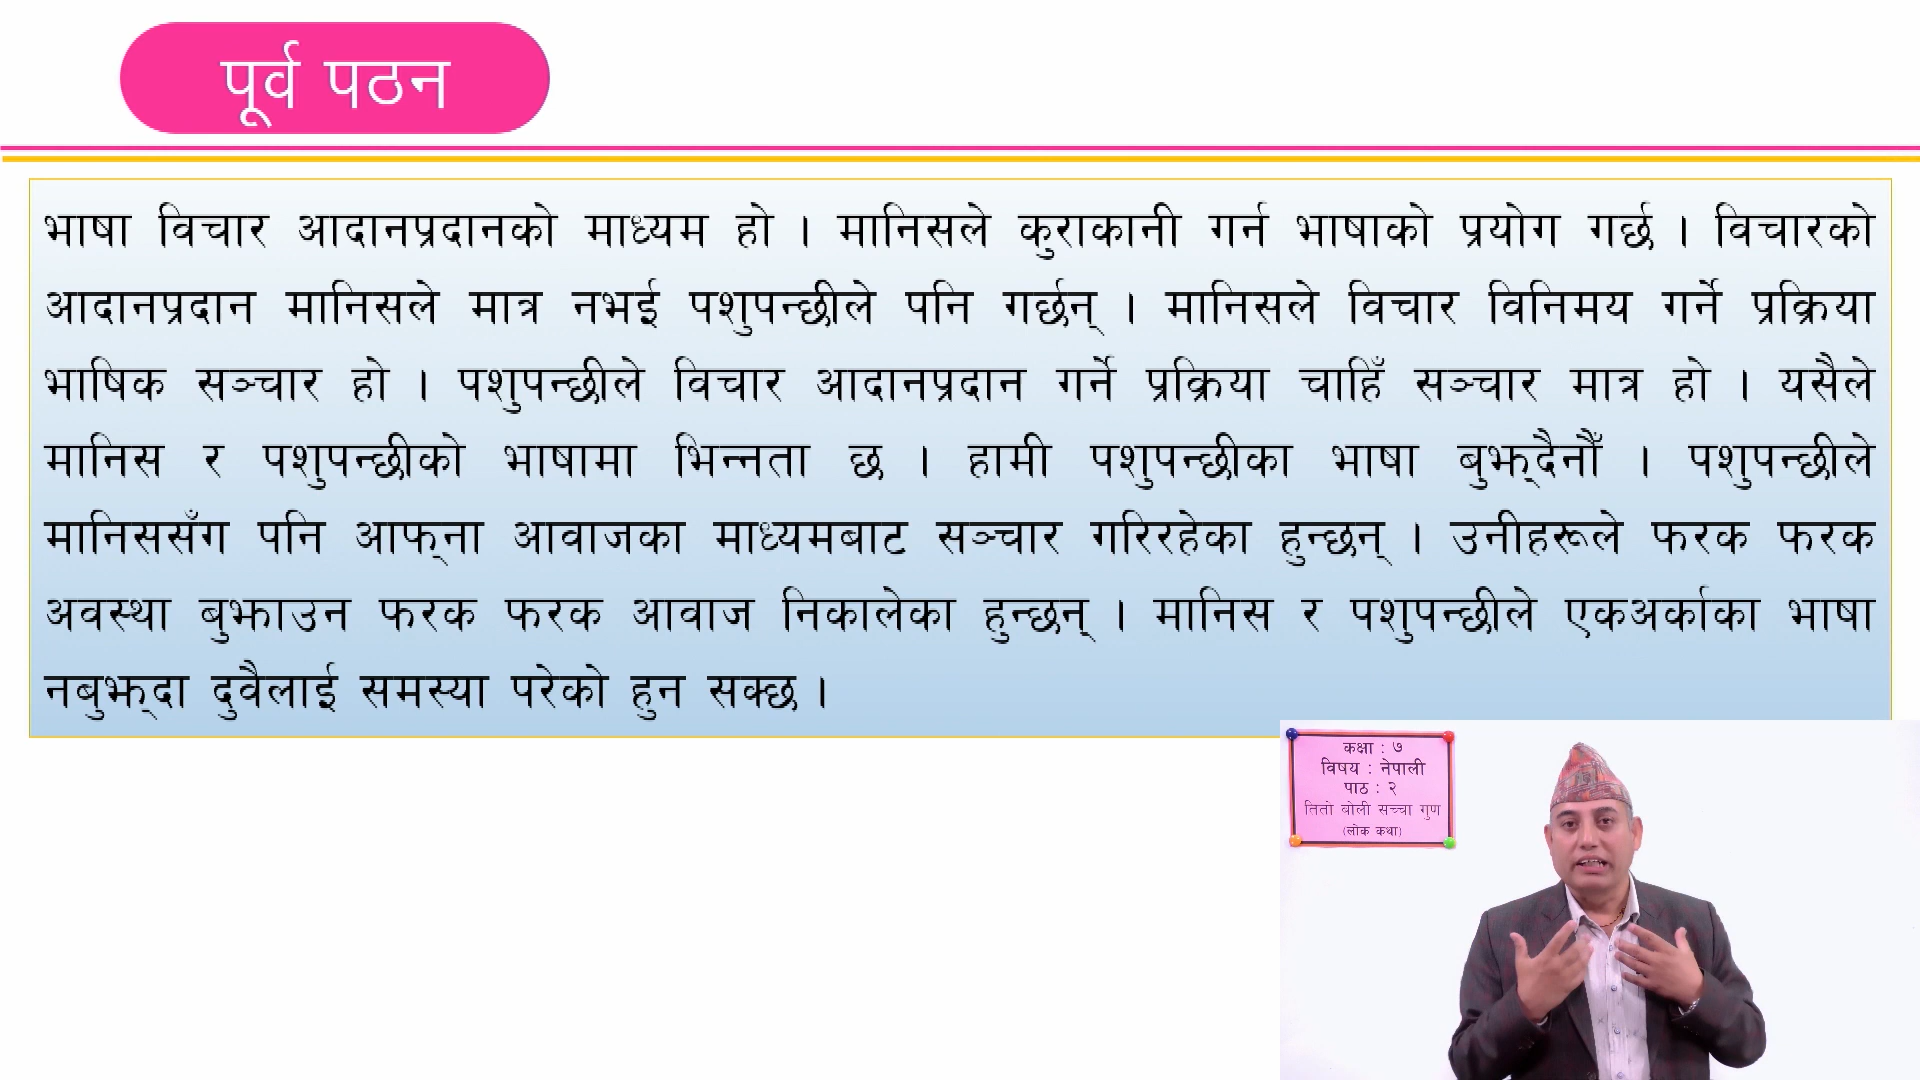 पूर्व पठन
भाषा विचार आदानप्रदानको माध्यम हो । मानिसले कुराकानी गर्न भाषाको प्रयोग गर्छ । विचारको
आदानप्रदान मानिसले मात्र नभई पशुपन्छीले पनि गर्छन् । मानिसले विचार विनिमय गर्ने प्रक्रिया
भाषिक सञ्चार हो । पशुपन्छीले विचार आदानप्रदान गर्ने प्रक्रिया चाहिँ सञ्चार मात्र हो । यसैले
मानिस र पशुपन्छीको भाषामा भिन्नता छ । हामी पशुपन्छीका भाषा बुझ्दैनौँ । पशुपन्छीले
मानिससँग पनि आफ्ना आवाजका माध्यमबाट सञ्चार गरिरहेका हुन्छन् । उनीहरूले फरक फरक
अवस्था बुझाउन फरक फरक आवाज निकालेका हुन्छन् । मानिस र पशुपन्छीले एकअर्काका भाषा
नबुझ्दा दुवैलाई समस्या परेको हुन सक्छ ।
कक्षा : ७
विषय : नेपाली
पाठ : २
तितो बोली सच्चा गुण
(लोक कथा)